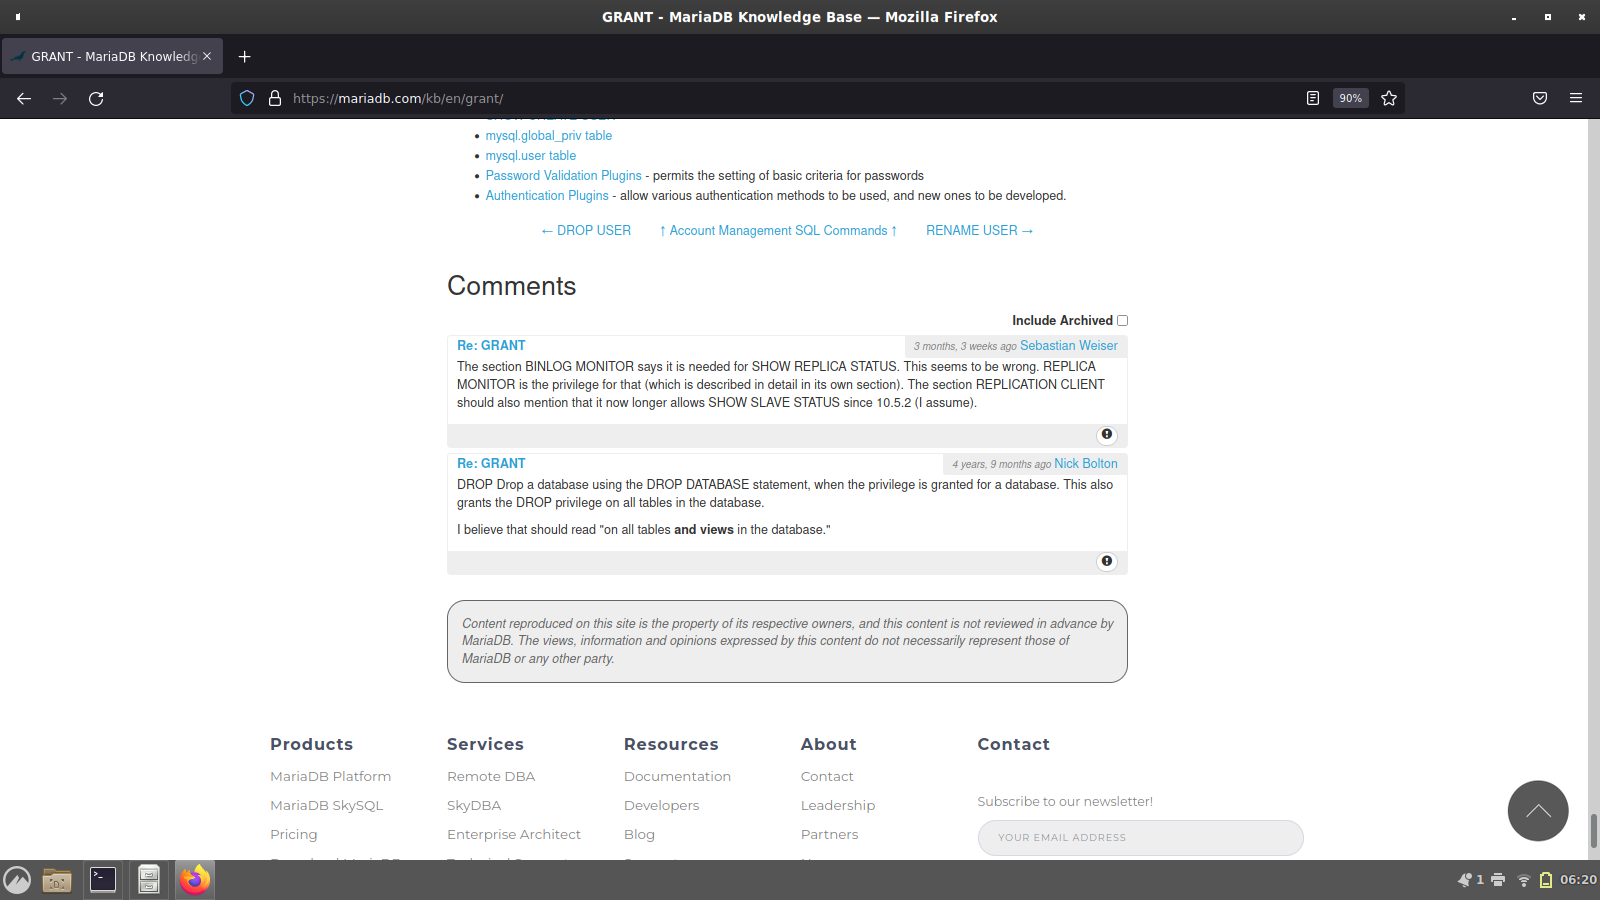 GRANT - MariaDB Knowledge Base — Mozilla Firefox
GRANT - MariaDB Knowledg
https://mariadb.com/kb/en/grant/
90%
mysql.global_priv table
mysql.user table
Password Validation Plugins - permits the setting of basic criteria for passwords
Authentication Plugins - allow various authentication methods to be used, and new ones to be developed.
← DROP USER ↑ Account Management SQL Commands ↑ RENAME USER →
Comments
Include Archived
Re: GRANT 3 months, 3 weeks ago Sebastian Weiser
The section BINLOG MONITOR says it is needed for SHOW REPLICA STATUS. This seems to be wrong. REPLICA
MONITOR is the privilege for that (which is described in detail in its own section). The section REPLICATION CLIENT
should also mention that it now longer allows SHOW SLAVE STATUS since 10.5.2 (I assume).
Re: GRANT 4 years, 9 months ago Nick Bolton
DROP Drop a database using the DROP DATABASE statement, when the privilege is granted for a database. This also
grants the DROP privilege on all tables in the database.
I believe that should read "on all tables and views in the database."
Content reproduced on this site is the property of its respective owners, and this content is not reviewed in advance by
MariaDB. The views, information and opinions expressed by this content do not necessarily represent those of
MariaDB or any other party.
Products Services Resources About Contact
MariaDB Platform Remote DBA Documentation Contact
MariaDB SkySQL SkyDBA Developers Leadership Subscribe to our newsletter!
Pricing Enterprise Architect Blog Partners YOUR EMAIL ADDRESS
1 06:20